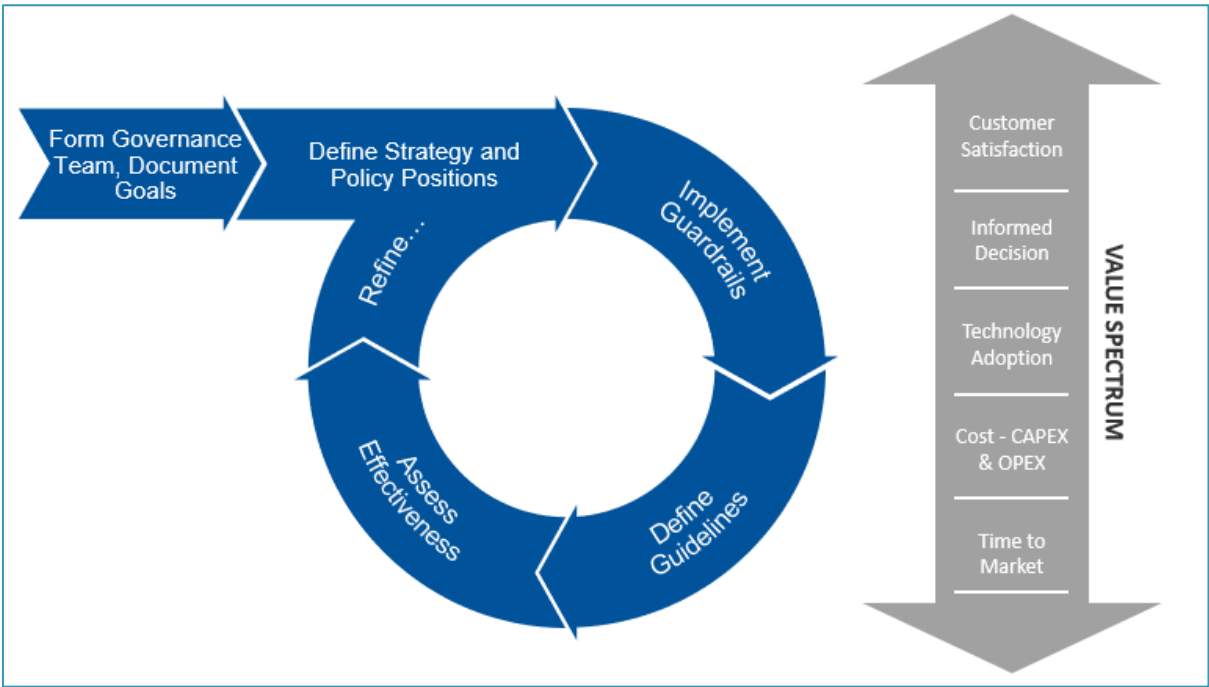 Form Governance
Team, Document
Goals
Define Strategy and
Policy Positions
Implement
Guardrails
Define
Guidelines
Assess
Effectiveness
Refine...
Customer
Satisfaction
Informed
Decision
Technology
Adoption
Cost - CAPEX
& OPEX
Time to
Market
VALUE SPECTRUM